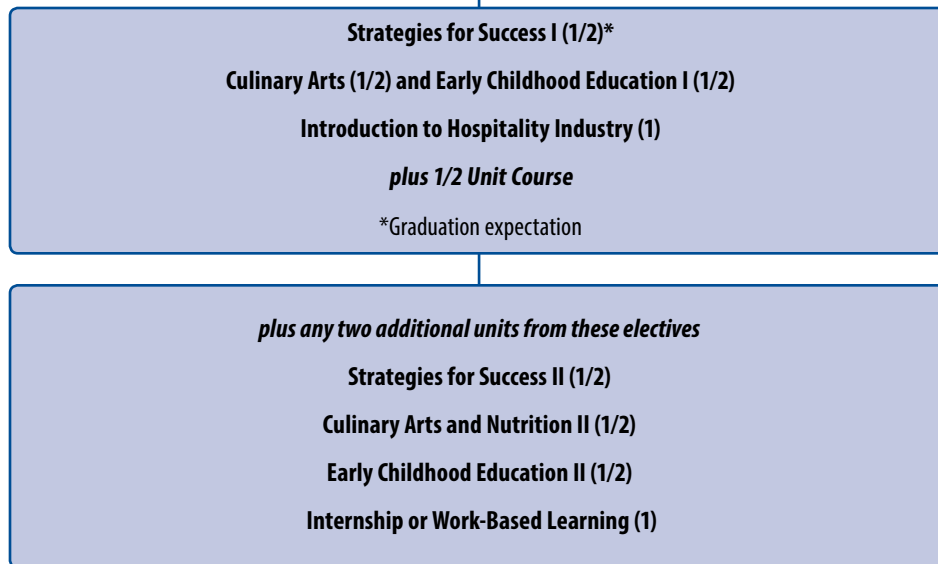 Strategies for Success I (1/2)*
Culinary Arts (1/2) and Early Childhood Education I (1/2)
Introduction to Hospitality Industry (1)
plus 1/2 Unit Course
*Graduation expectation
plus any two additional units from these electives
Strategies for Success II (1/2)
Culinary Arts and Nutrition II (1/2)
Early Childhood Education II (1/2)
Internship or Work-Based Learning (1)